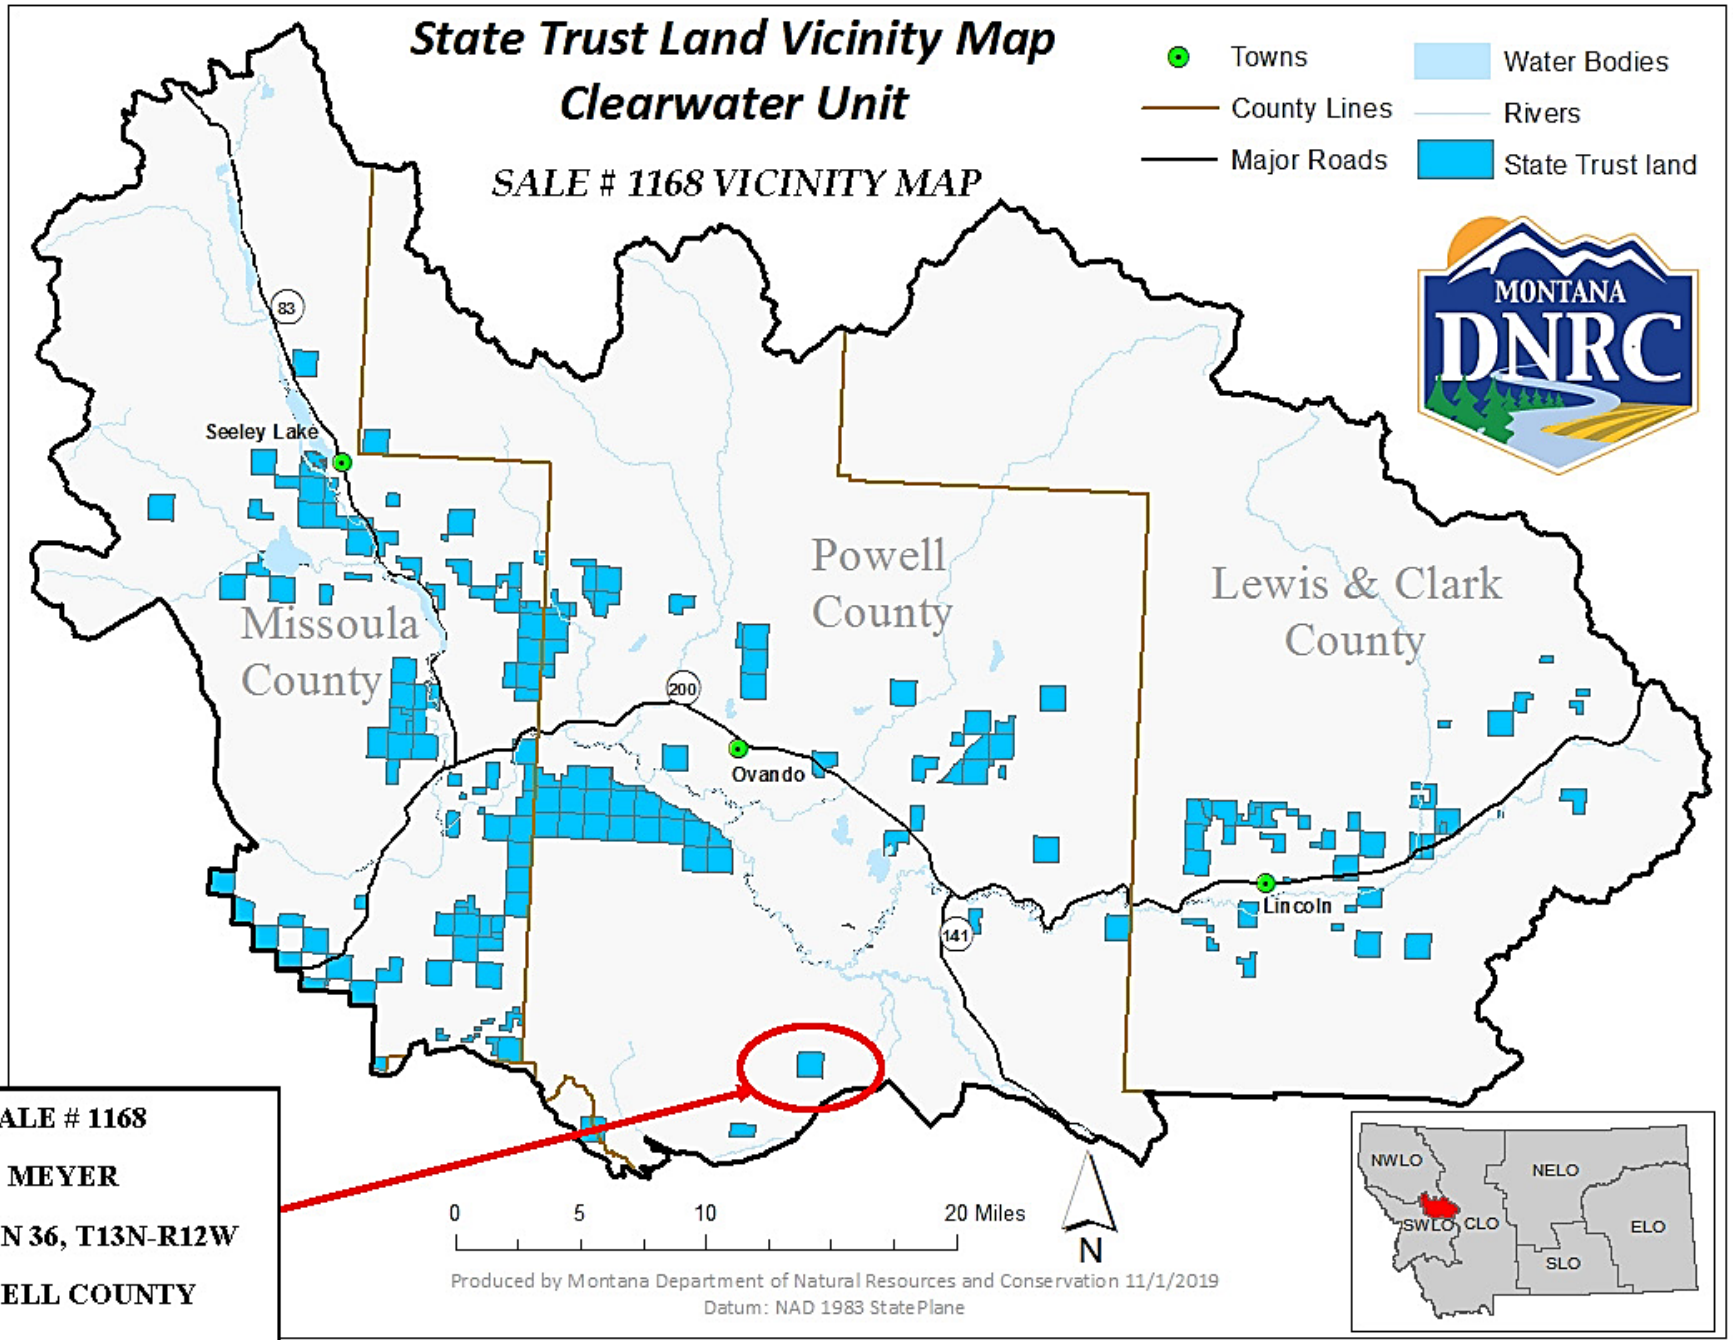 State Trust Land Vicinity Map
Clearwater Unit
SALE # 1168 VICINITY MAP
Towns
County Lines
Major Roads
Water Bodies
Rivers
State Trust land
MONTANA
DNRC
83
Seeley Lake
Missoula
County
Powell
County
Lewis & Clark
County
200
Ovando
Lincoln
141
ALE # 1168
MEYER
N 36, T13N-R12W
ELL COUNTY
0 5 10 20 Miles
N
Produced by Montana Department of Natural Resources and Conservation 11/1/2019
Datum: NAD 1983 StatePlane
NWLO
NELO
SWLO
CLO
ELO
SLO